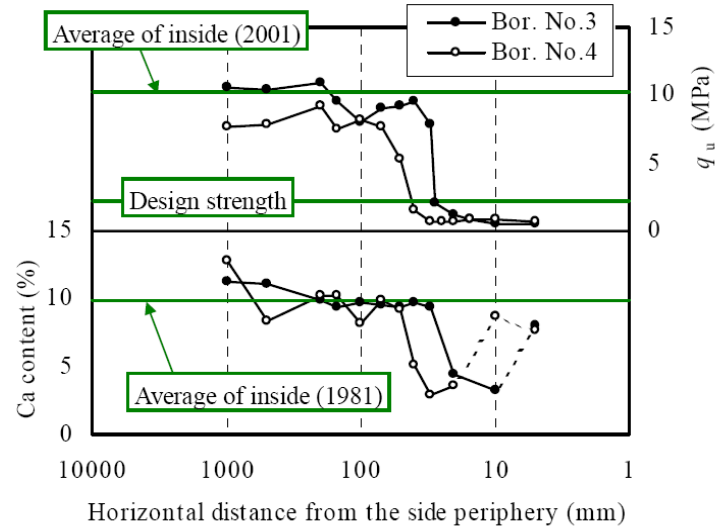 Bor. No.3
Bor. No.4
Average of inside (2001)
Design strength
15
10
5
0
q u (MPa)
15
10
5
0
Ca content (%)
Average of inside (1981)
10000
1000
100
10
1
Horizontal distance from the side periphery (mm)